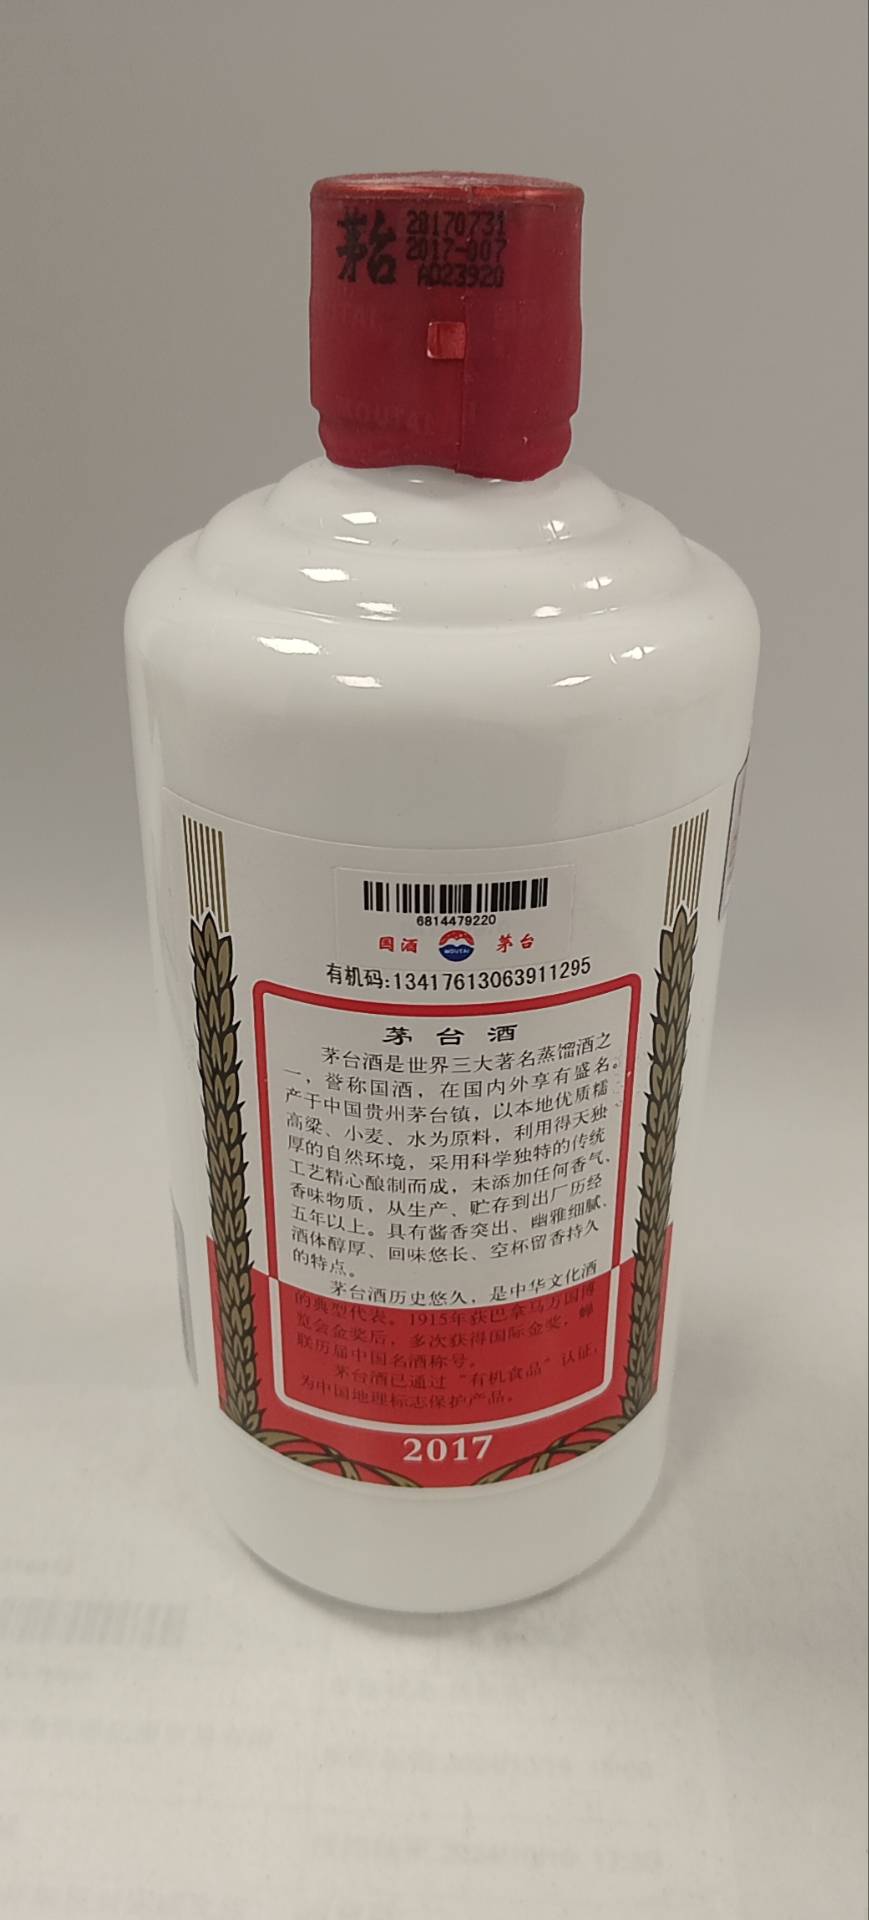 茅台
20170731
2017-007
AD23920
MOUTAI
6814479220
国酒 MOUTAI 茅台
有机码:13417613063911295
茅台酒
茅台酒是世界三大著名蒸馏酒之
一，誉称国酒，在国内外享有盛名。
产于中国贵州茅台镇，以本地优质糯
高粱、小麦、水为原料，利用得天独
厚的自然环境，采用科学独特的传统
工艺精心酿制而成，未添加任何香气、
香味物质，从生产、贮存到出厂历经
五年以上。具有酱香突出、幽雅细腻、
酒体醇厚、回味悠长、空杯留香持久
的特点。
茅台酒历史悠久，是中华文化酒
的典型代表。1915年获巴拿马万国博
览会金奖后，多次获得国际金奖，蝉
联历届中国名酒称号。
茅台酒已通过“有机食品”认证，
为中国地理标志保护产品。
2017